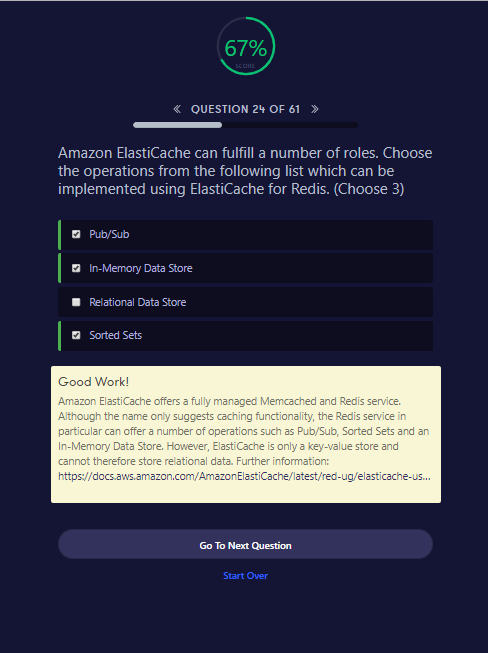 67%
SCORE
« QUESTION 24 OF 61 »
Amazon ElastiCache can fulfill a number of roles. Choose
the operations from the following list which can be
implemented using ElastiCache for Redis. (Choose 3)
Pub/Sub
In-Memory Data Store
Relational Data Store
Sorted Sets
Good Work!
Amazon ElastiCache offers a fully managed Memcached and Redis service.
Although the name only suggests caching functionality, the Redis service in
particular can offer a number of operations such as Pub/Sub, Sorted Sets and an
In-Memory Data Store. However, ElastiCache is only a key-value store and
cannot therefore store relational data. Further information:
https://docs.aws.amazon.com/AmazonElastiCache/latest/red-ug/elasticache-us...
Go To Next Question
Start Over